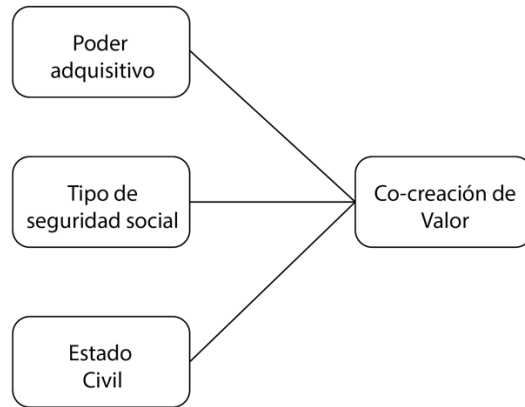 Poder
adquisitivo
Tipo de
seguridad social
Co-creación de
Valor
Estado
Civil